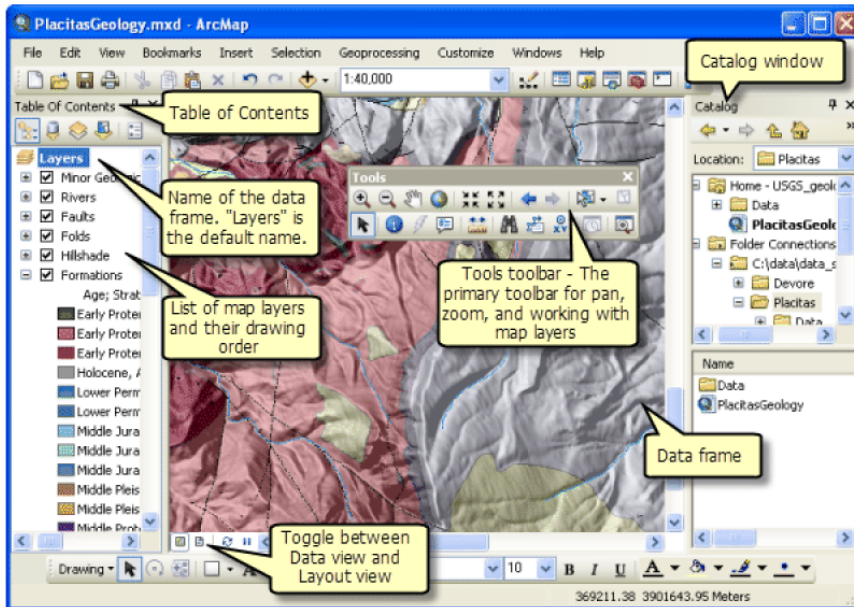 PlacitasGeology.mxd - ArcMap
File Edit View Bookmarks Insert Selection Geoprocessing Customize Windows Help
1:40,000
Table Of Contents
Table of Contents
Layers
Minor Geologic
Rivers
Faults
Folds
Hillshade
Formations
Age; Strat
Early Proter
Early Proter
Early Proter
Holocene, A
Lower Perm
Lower Perm
Middle Jura
Middle Jura
Middle Jura
Middle Pleis
Middle Pleis
Middle Prot
Name of the data
frame. "Layers" is
the default name.
List of map layers
and their drawing
order
Tools
Tools toolbar - The
primary toolbar for pan,
zoom, and working with
map layers
Data frame
Toggle between
Data view and
Layout view
Catalog window
Catalog
Location: Placitas
Home - USGS_geol
Data
PlacitasGeol
Folder Connections
C:\data\data_s
Devore
Placitas
Data
Name
Data
PlacitasGeology
Drawing
A
10
B I U A
369211.38 3901643.95 Meters